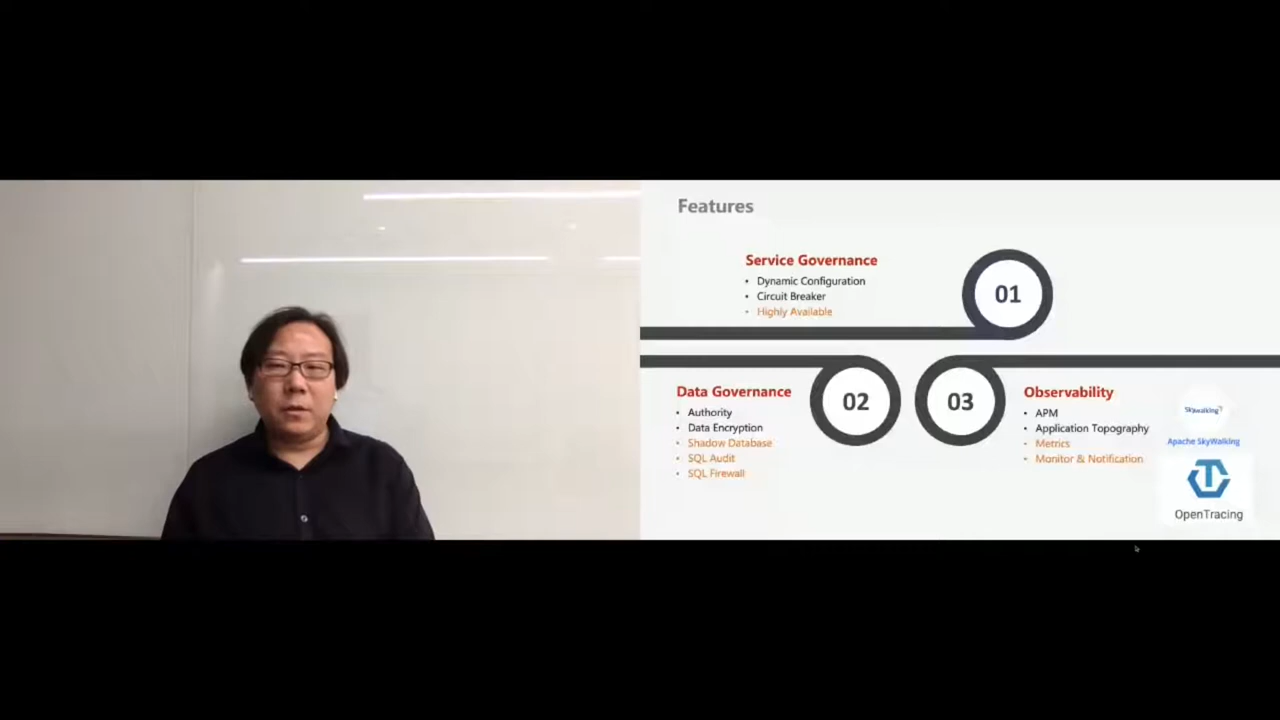 Features
Service Governance
• Dynamic Configuration
• Circuit Breaker
• Highly Available
01
Data Governance
• Authority
• Data Encryption
• Shadow Database
• SQL Audit
• SQL Firewall
02
03
Observability
• APM
• Application Topography
• Metrics
• Monitor & Notification
Skywalking
Apache SkyWalking
OpenTracing